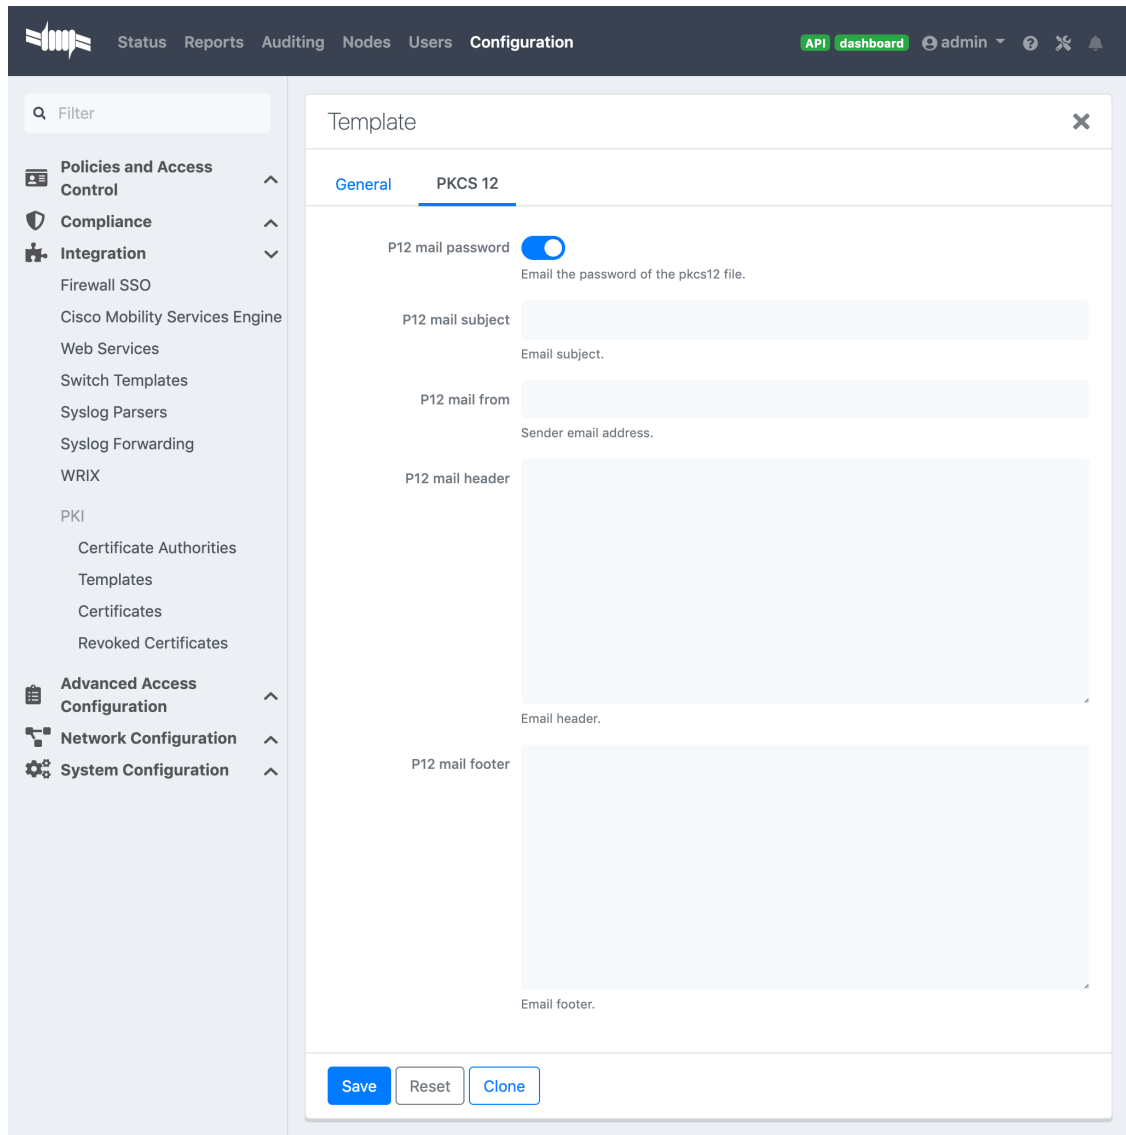 Status Reports Auditing Nodes Users Configuration API dashboard admin
Filter
Policies and Access
Control
Compliance
Integration
Firewall SSO
Cisco Mobility Services Engine
Web Services
Switch Templates
Syslog Parsers
Syslog Forwarding
WRIX
PKI
Certificate Authorities
Templates
Certificates
Revoked Certificates
Advanced Access
Configuration
Network Configuration
System Configuration
Template
General PKCS 12
P12 mail password
Email the password of the pkcs12 file.
P12 mail subject
Email subject.
P12 mail from
Sender email address.
P12 mail header
Email header.
P12 mail footer
Email footer.
Save Reset Clone